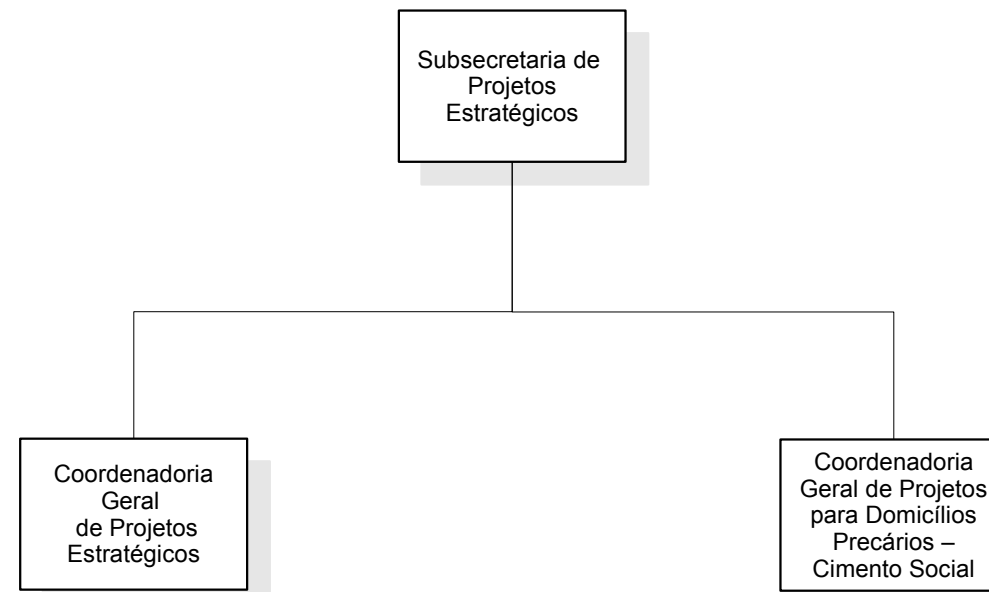 Subsecretaria de
Projetos
Estratégicos
Coordenadoria
Geral
de Projetos
Estratégicos
Coordenadoria
Geral de Projetos
para Domicílios
Precários –
Cimento Social